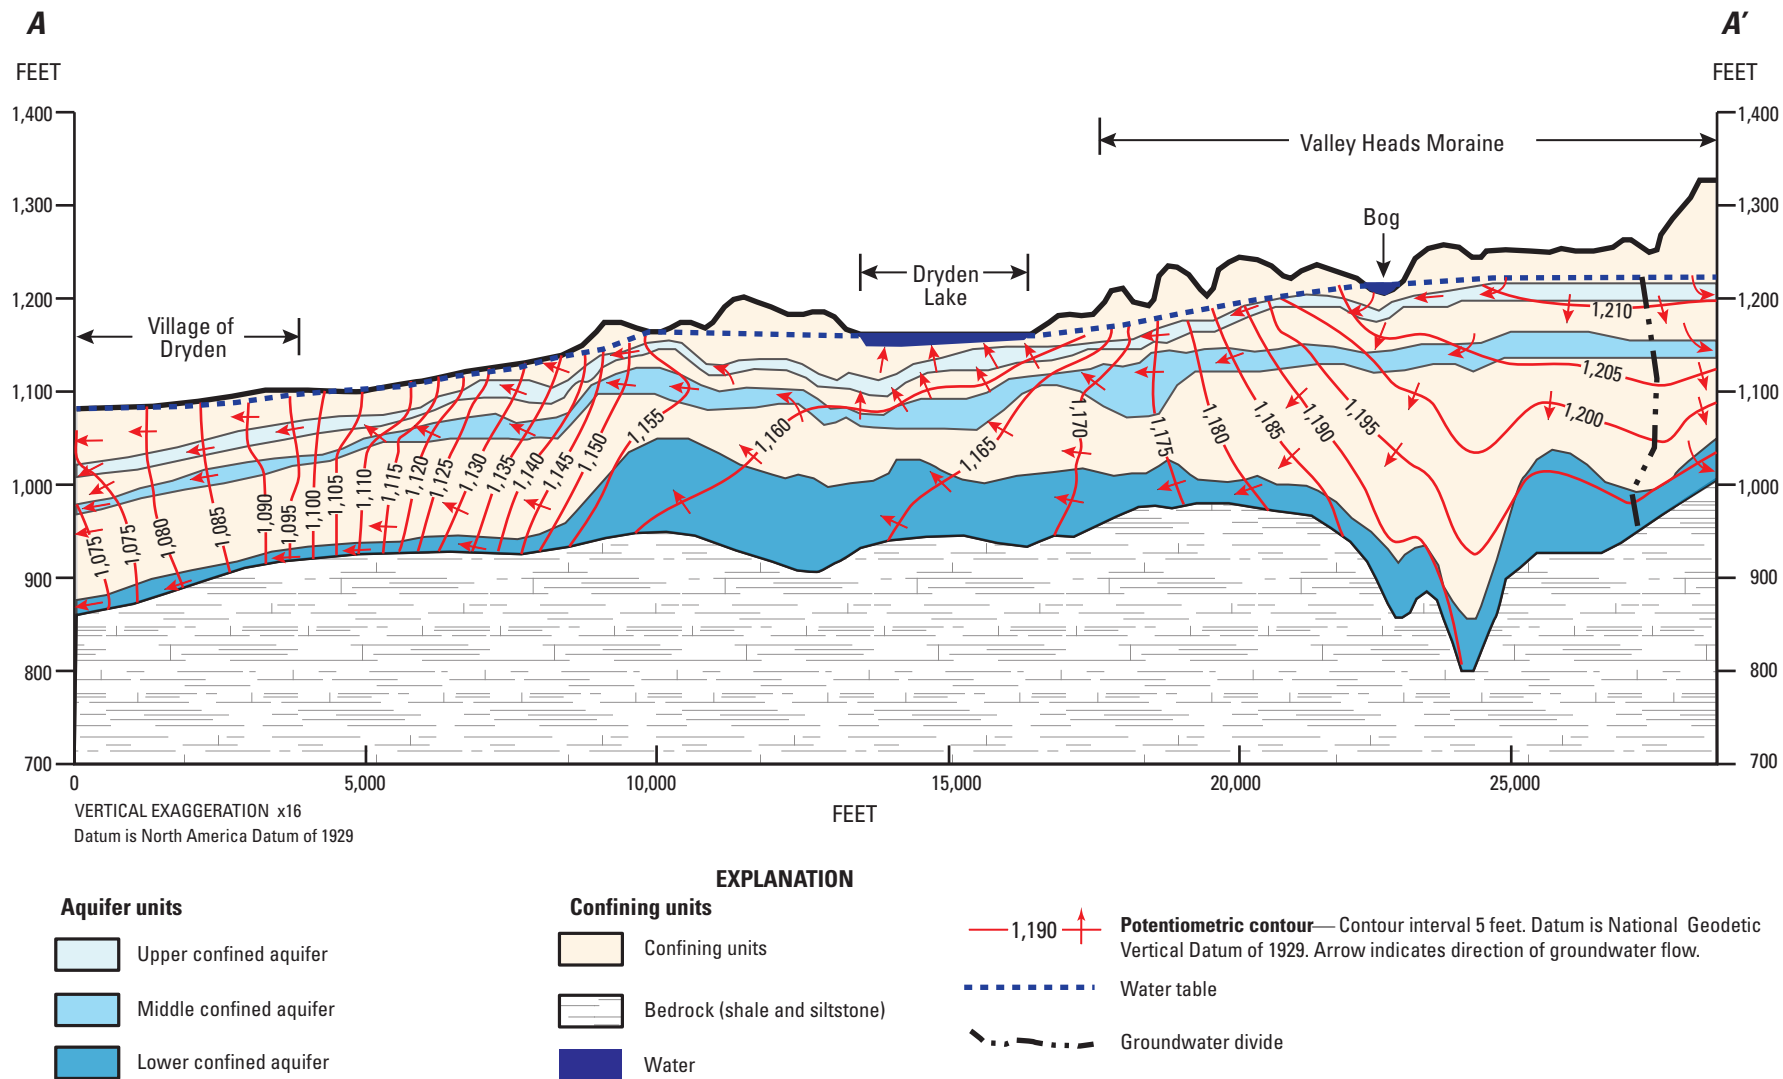 A A′
FEET FEET
1,400 1,400
Valley Heads Moraine
1,300 1,300
Bog
Dryden
Lake
1,200 1,200
Village of
Dryden
1,210
1,205
1,100 1,100
1,200
1,195
1,190
1,185
1,180
1,175
1,170
1,165
1,160
1,155
1,150
1,145
1,140
1,135
1,130
1,125
1,120
1,115
1,110
1,105
1,100
1,095
1,090
1,085
1,080
1,075
1,075
1,000 1,000
900 900
800 800
700 700
0 5,000 10,000 15,000 20,000 25,000
FEET
VERTICAL EXAGGERATION x16
Datum is North America Datum of 1929
EXPLANATION
Aquifer units
Upper confined aquifer
Middle confined aquifer
Lower confined aquifer
Confining units
Confining units
Bedrock (shale and siltstone)
Water
1,190
Potentiometric contour— Contour interval 5 feet. Datum is National Geodetic
Vertical Datum of 1929. Arrow indicates direction of groundwater flow.
Water table
Groundwater divide